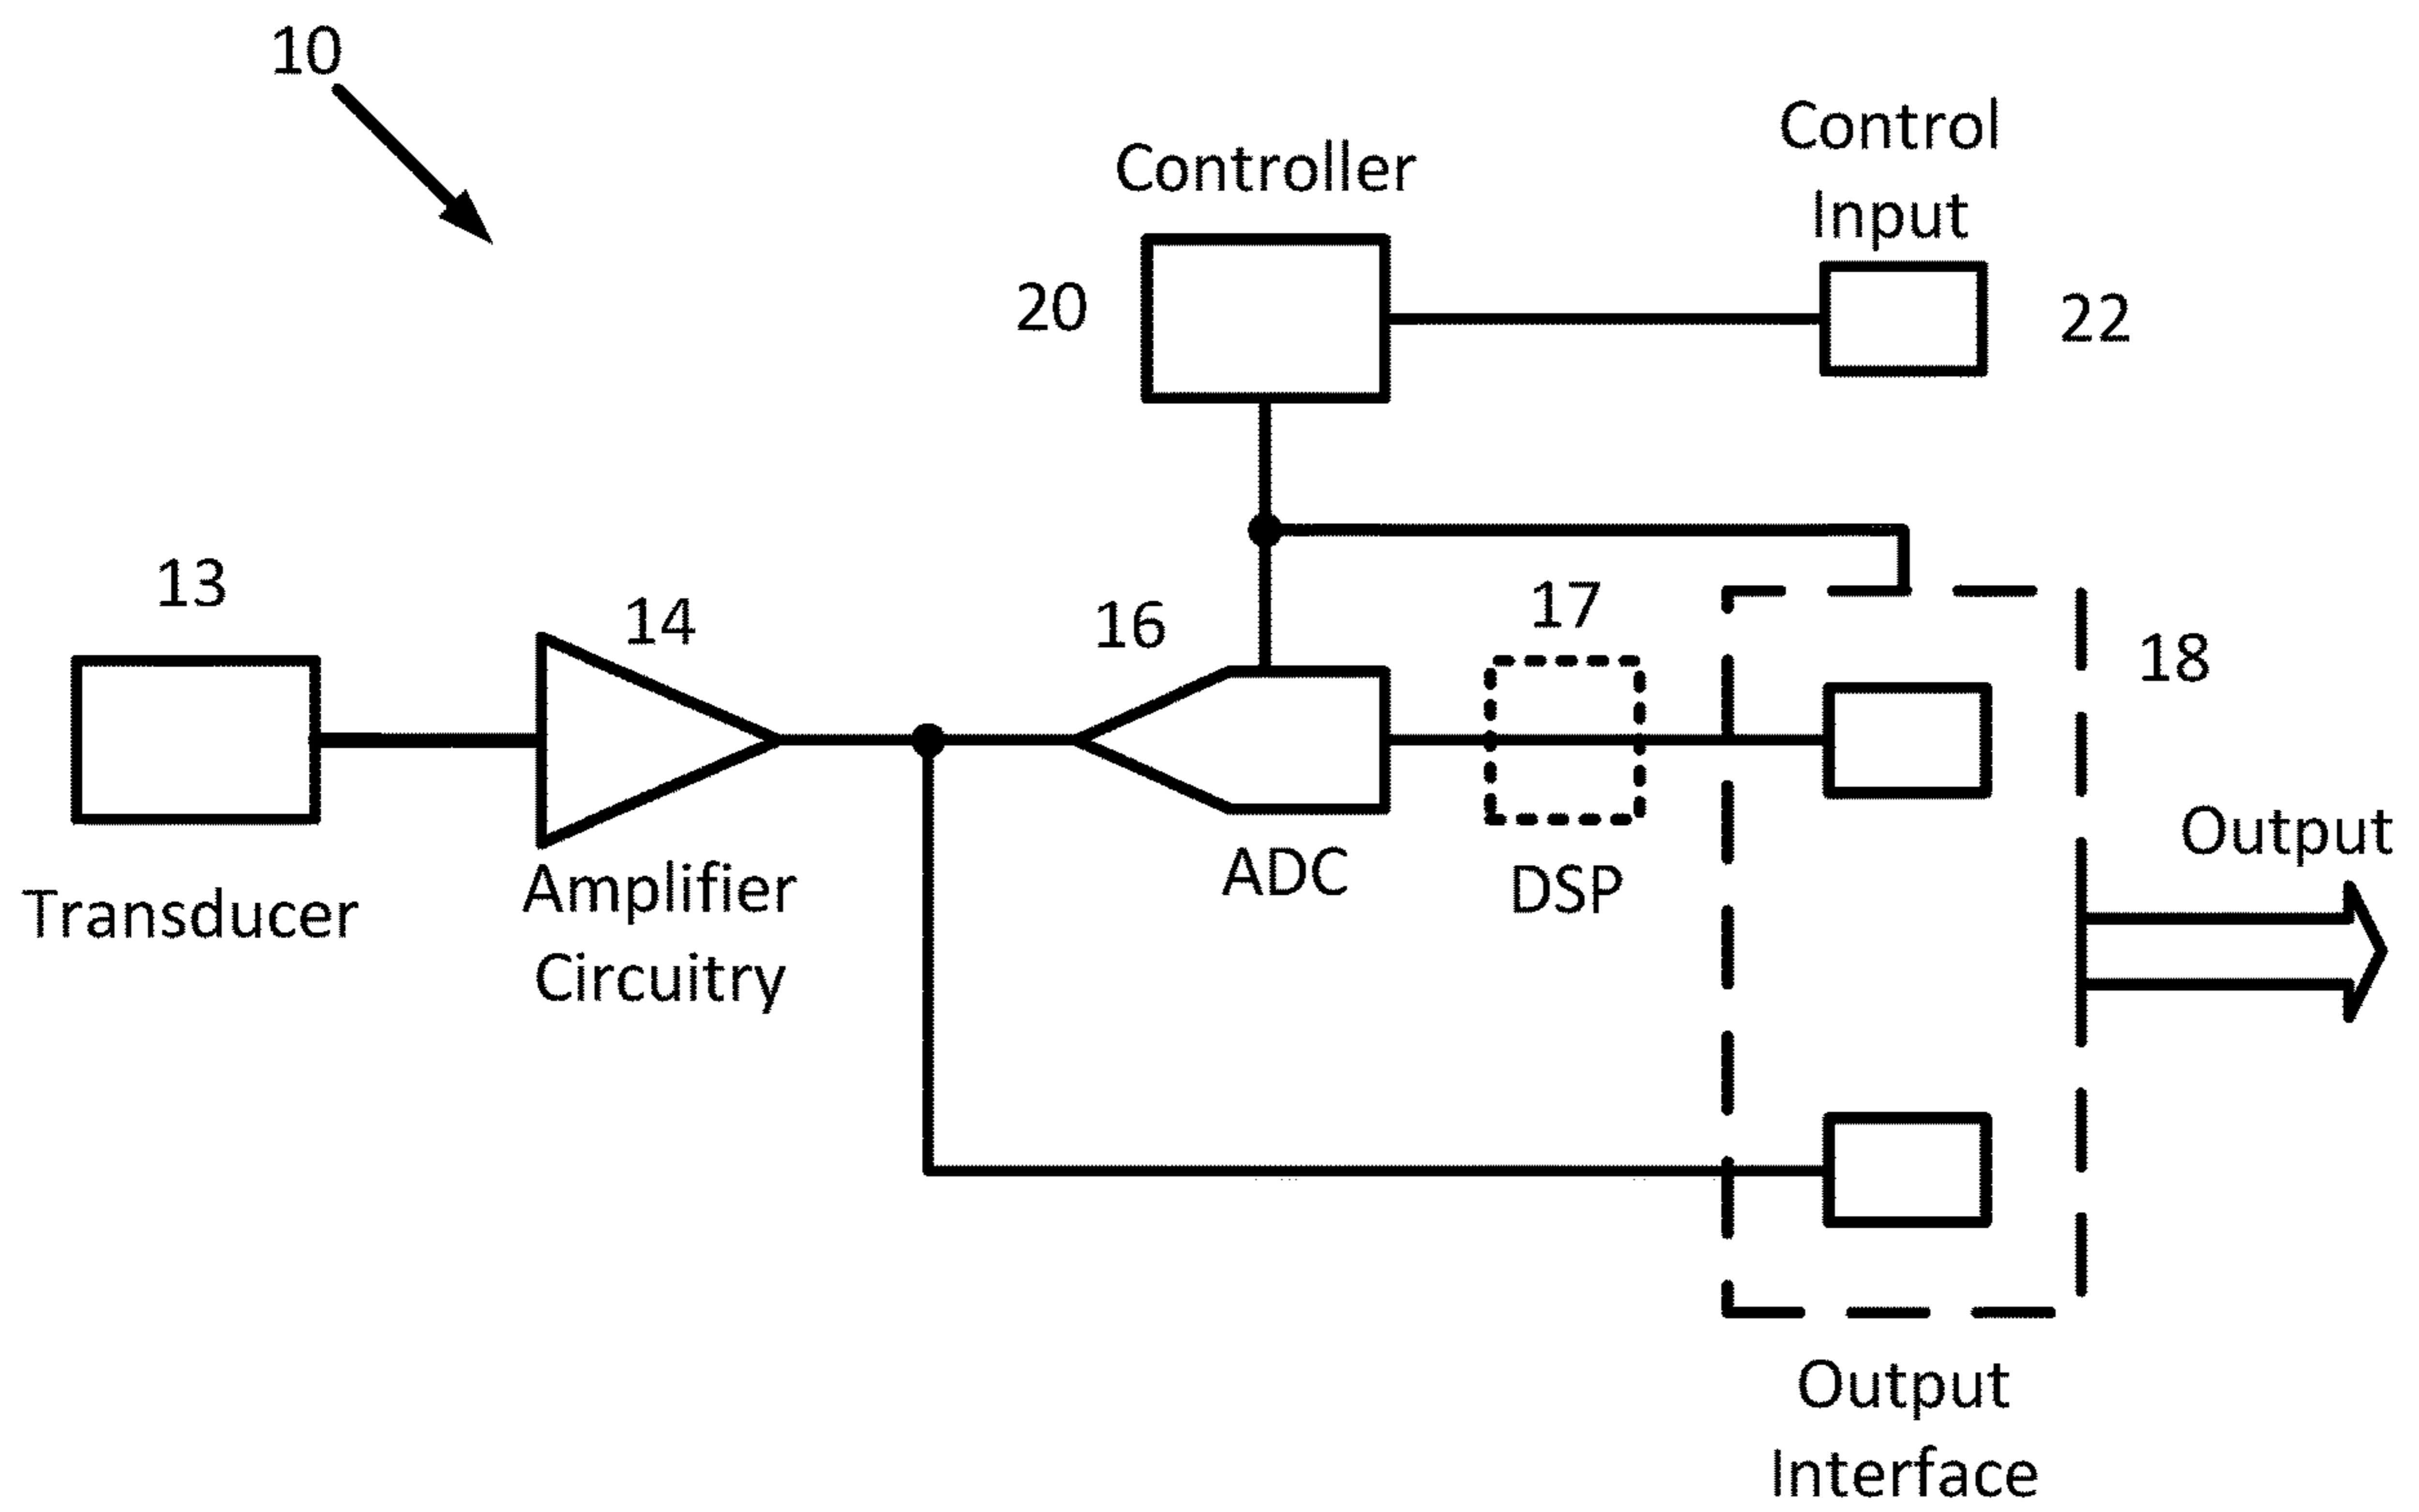 10
Control
Input
Controller
20
22
13
14
16
17
18
Transducer
Amplifier
Circuitry
ADC
DSP
Output
Output
Interface